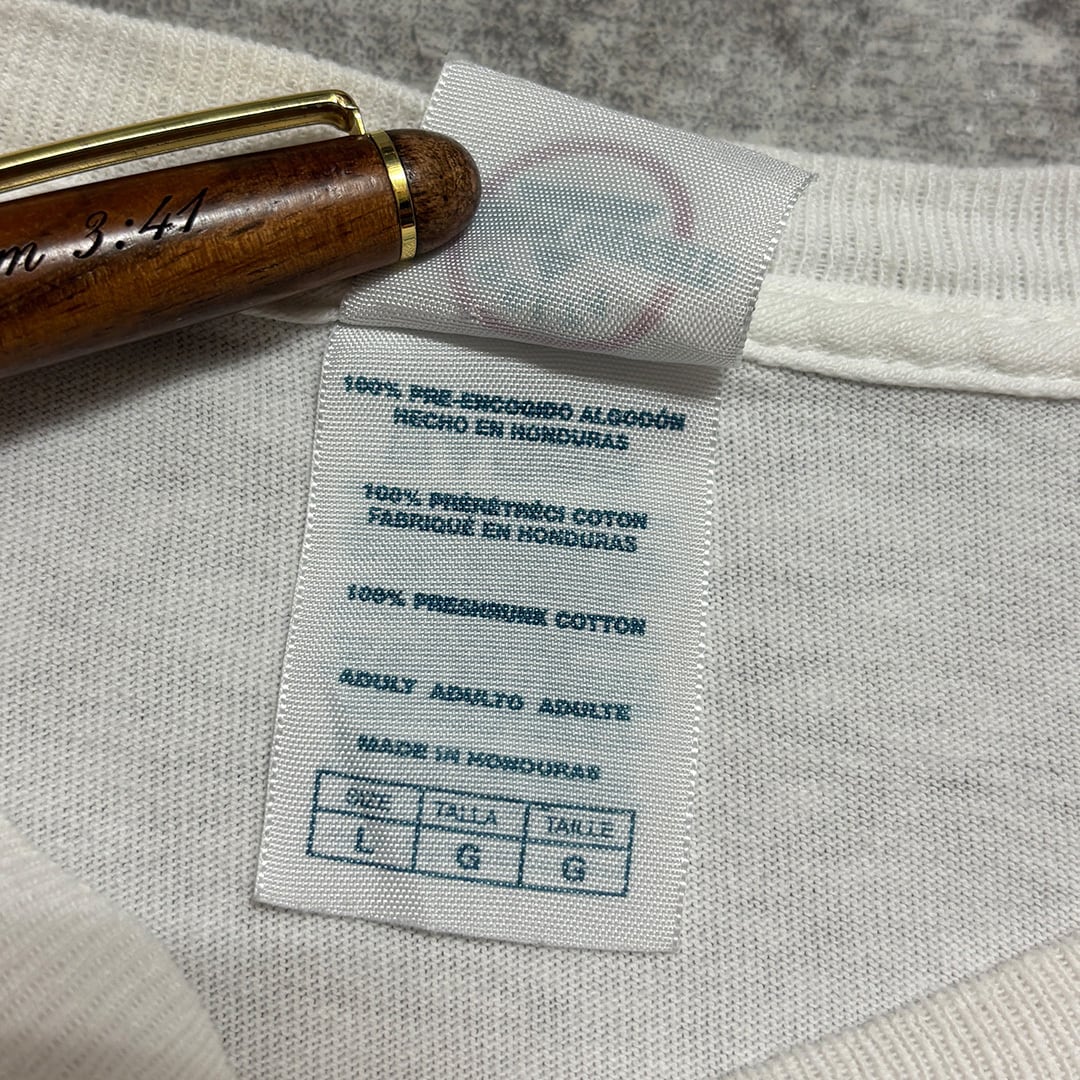 m 3:41
100% PRE-ENCOGIDO ALGODÓN
HECHO EN HONDURAS
100% PRÉRÉTRÉCI COTON
FABRIQUÉ EN HONDURAS
100% PRESHRUNK COTTON
ADULT ADULTO ADULTE
MADE IN HONDURAS
SIZE TALLA TAILLE
L G G